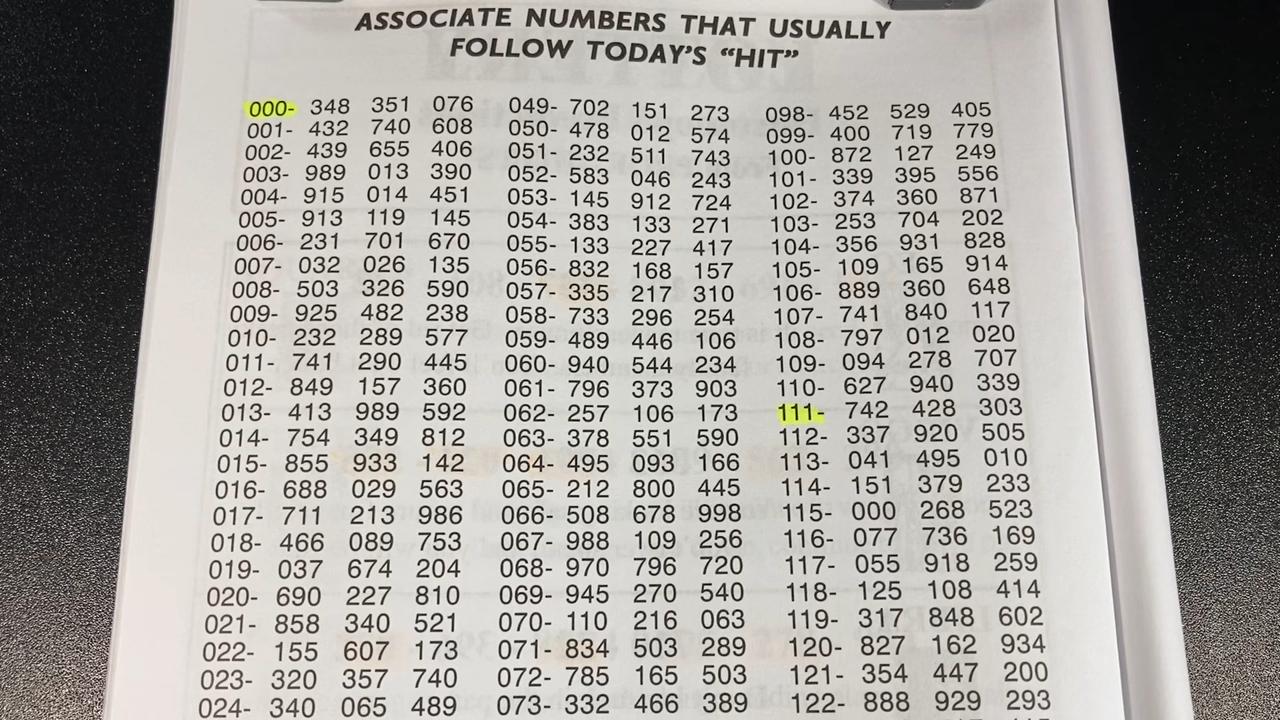 ASSOCIATE NUMBERS THAT USUALLY
FOLLOW TODAY'S “HIT”
000- 348 351 076 049- 702 151 273 098- 452 529 405
001- 432 740 608 050- 478 012 574 099- 400 719 779
002- 439 655 406 051- 232 511 743 100- 872 127 249
003- 989 013 390 052- 583 046 243 101- 339 395 556
004- 915 014 451 053- 145 912 724 102- 374 360 871
005- 913 119 145 054- 383 133 271 103- 253 704 202
006- 231 701 670 055- 133 227 417 104- 356 931 828
007- 032 026 135 056- 832 168 157 105- 109 165 914
008- 503 326 590 057- 335 217 310 106- 889 360 648
009- 925 482 238 058- 733 296 254 107- 741 840 117
010- 232 289 577 059- 489 446 106 108- 797 012 020
011- 741 290 445 060- 940 544 234 109- 094 278 707
012- 849 157 360 061- 796 373 903 110- 627 940 339
013- 413 989 592 062- 257 106 173 111- 742 428 303
014- 754 349 812 063- 378 551 590 112- 337 920 505
015- 855 933 142 064- 495 093 166 113- 041 495 010
016- 688 029 563 065- 212 800 445 114- 151 379 233
017- 711 213 986 066- 508 678 998 115- 000 268 523
018- 466 089 753 067- 988 109 256 116- 077 736 169
019- 037 674 204 068- 970 796 720 117- 055 918 259
020- 690 227 810 069- 945 270 540 118- 125 108 414
021- 858 340 521 070- 110 216 063 119- 317 848 602
022- 155 607 173 071- 834 503 289 120- 827 162 934
023- 320 357 740 072- 785 165 503 121- 354 447 200
024- 340 065 489 073- 332 466 389 122- 888 929 293